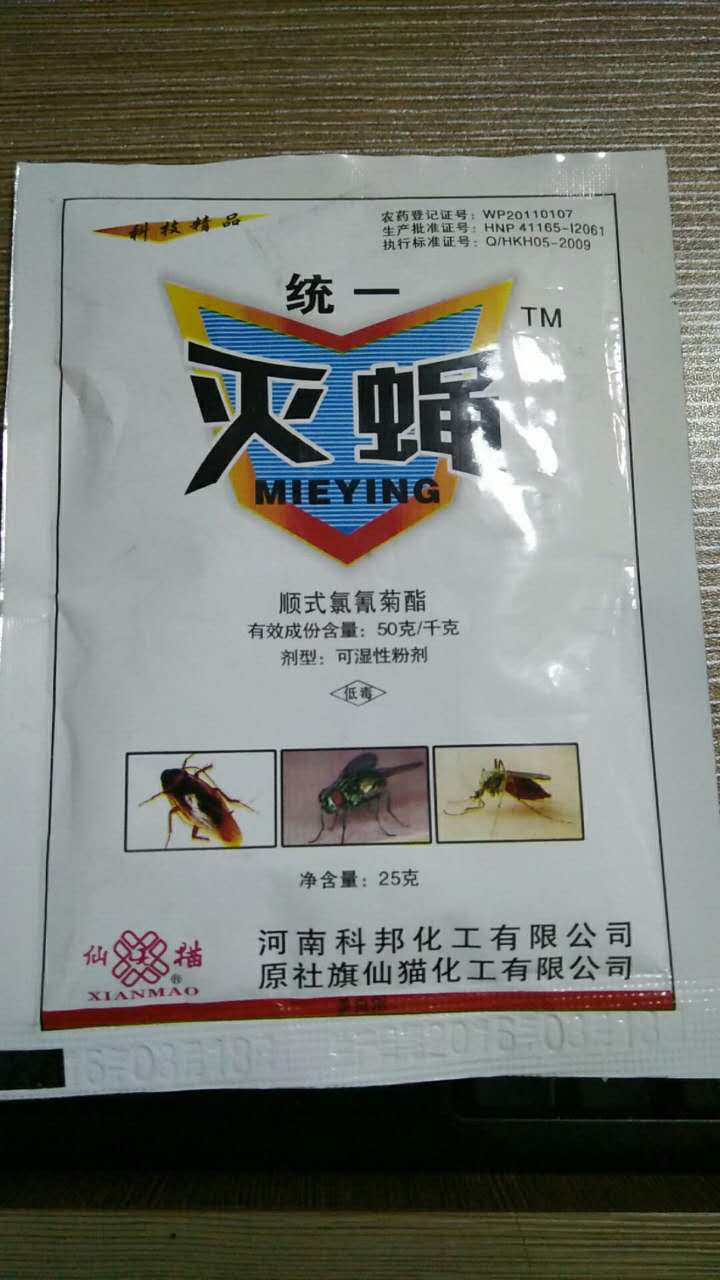 科技精品
农药登记证号：WP20110107
生产批准证号：HNP 41165-I2061
执行标准证号：Q/HKH05-2009
统一
TM
灭蝇
MIEYING
顺式氯氰菊酯
有效成份含量：50克/千克
剂型：可湿性粉剂
低毒
净含量：25克
仙猫
XIANMAO
®
河南科邦化工有限公司
原社旗仙猫化工有限公司